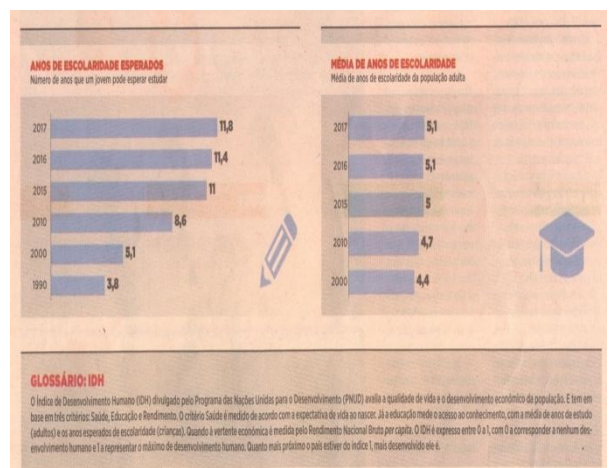 ANOS DE ESCOLARIDADE ESPERADOS
Número de anos que um jovem pode esperar estudar
2017 11,8
2016 11,4
2015 11
2010 8,6
2000 5,1
1990 3,8
MÉDIA DE ANOS DE ESCOLARIDADE
Média de anos de escolaridade da população adulta
2017 5,1
2016 5,1
2015 5
2010 4,7
2000 4,4
GLOSSÁRIO: IDH
O Índice de Desenvolvimento Humano (IDH) divulgado pelo Programa das Nações Unidas para o Desenvolvimento (PNUD) avalia a qualidade de vida e o desenvolvimento económico da população. E tem em
base em três critérios: Saúde, Educação e Rendimento. O critério Saúde é medido de acordo com a expectativa de vida ao nascer. Já a educação mede o acesso ao conhecimento, com a média de anos de estudo
(adultos) e os anos esperados de escolaridade (crianças). Quando à vertente económica é medida pelo Rendimento Nacional Bruto per capita. O IDH é expresso entre 0 a 1, com 0 a corresponder a nenhum des-
envolvimento humano e 1 a representar o máximo de desenvolvimento humano. Quanto mais próximo o país estiver do índice 1, mais desenvolvido ele é.